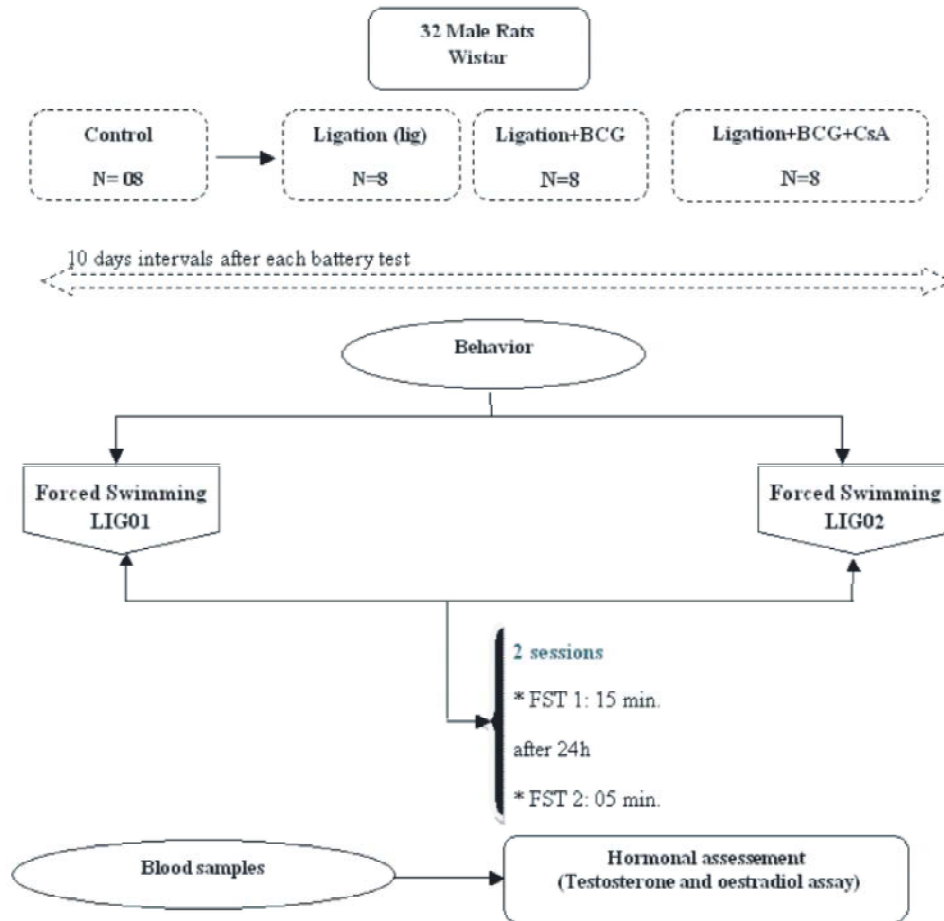 32 Male Rats
Wistar
Control
N= 08
Ligation (lig)
N=8
Ligation+BCG
N=8
Ligation+BCG+CsA
N=8
10 days intervals after each battery test
Behavior
Forced Swimming
LIG01
Forced Swimming
LIG02
2 sessions
* FST 1: 15 min.
after 24h
* FST 2: 05 min.
Blood samples
Hormonal assessement
(Testosterone and oestradiol assay)